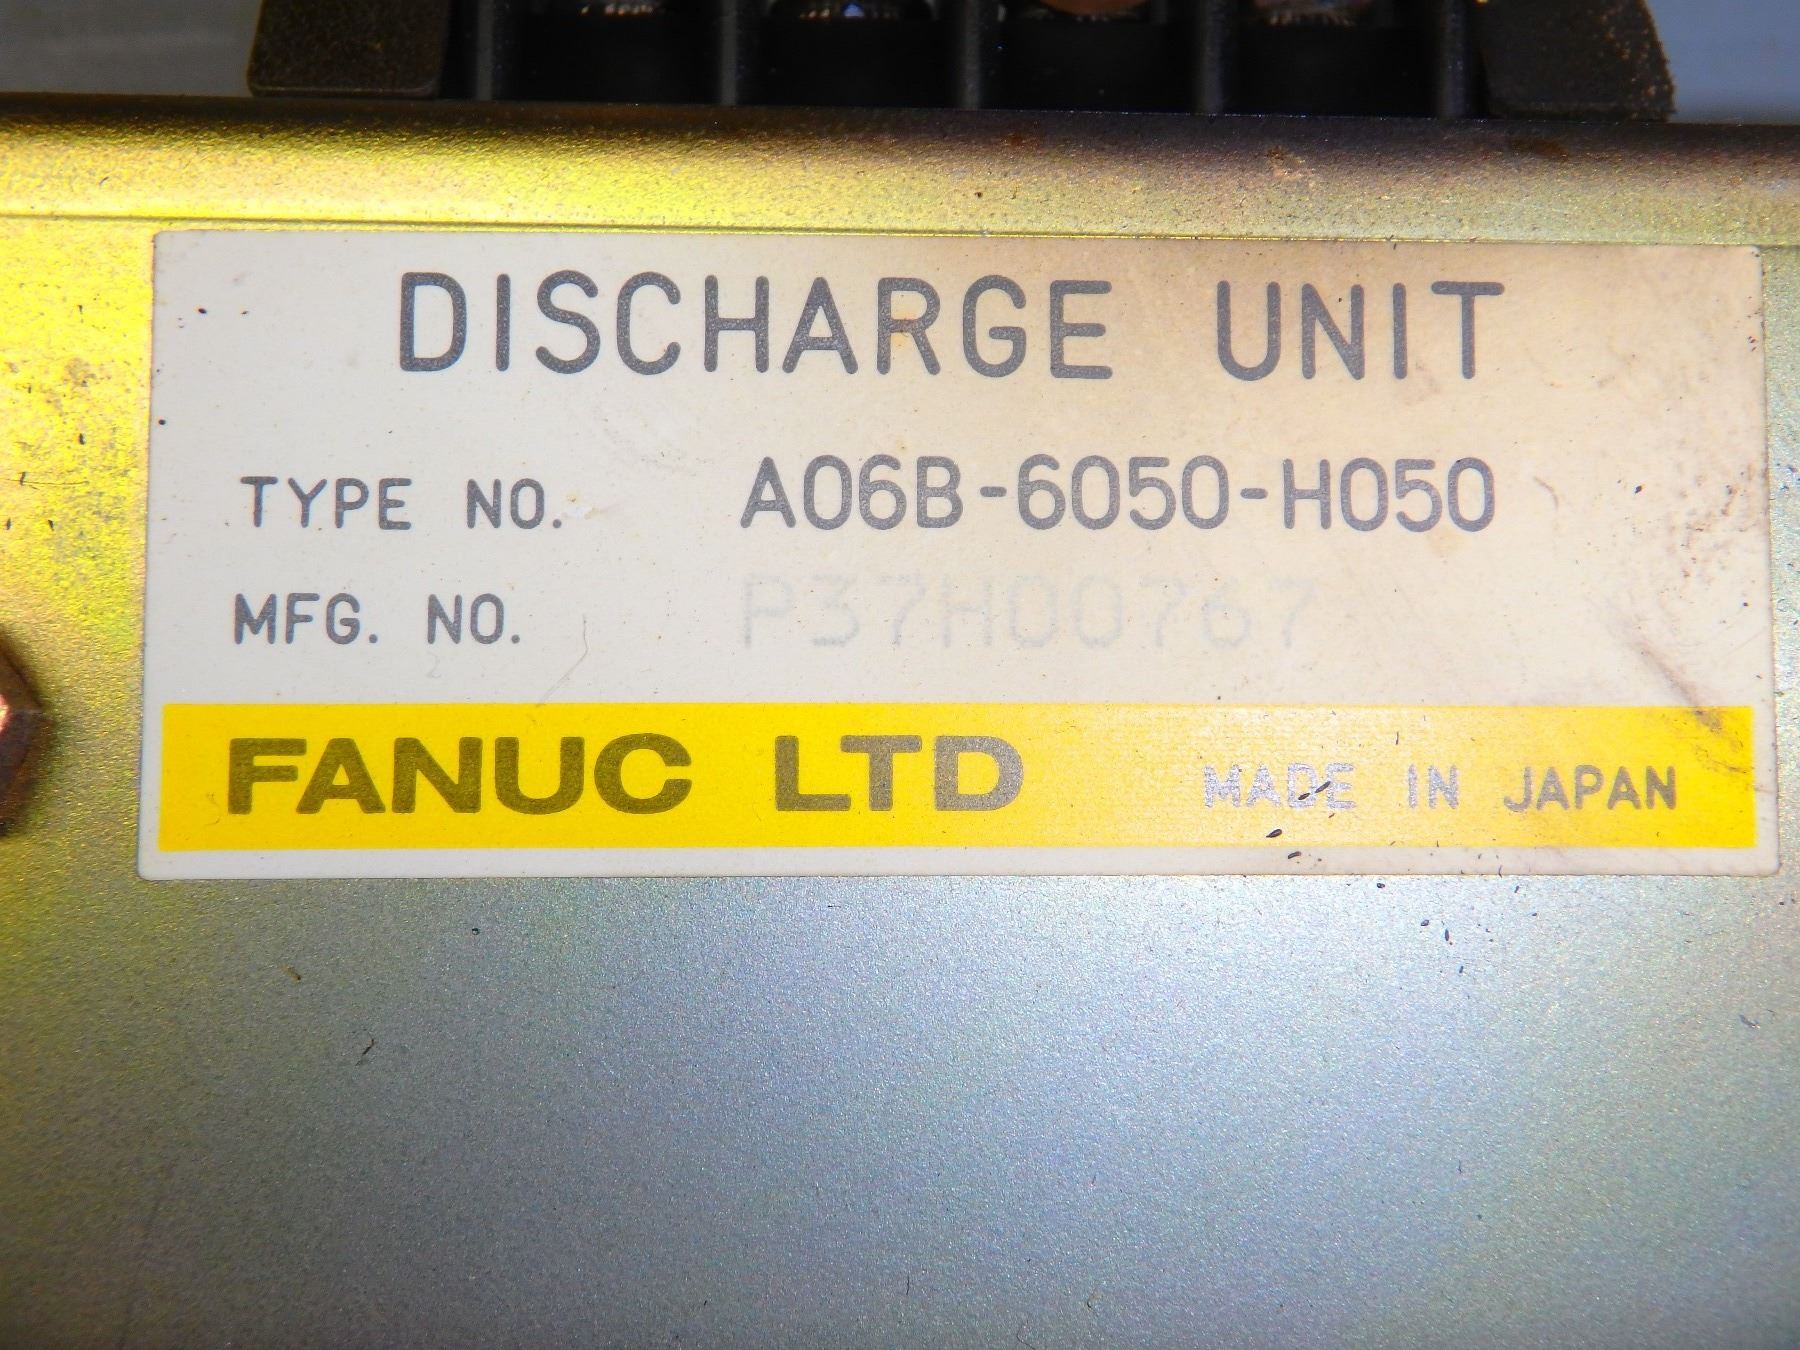 DISCHARGE UNIT
TYPE NO. A06B-6050-H050
MFG. NO. P37H00767
FANUC LTD MADE IN JAPAN